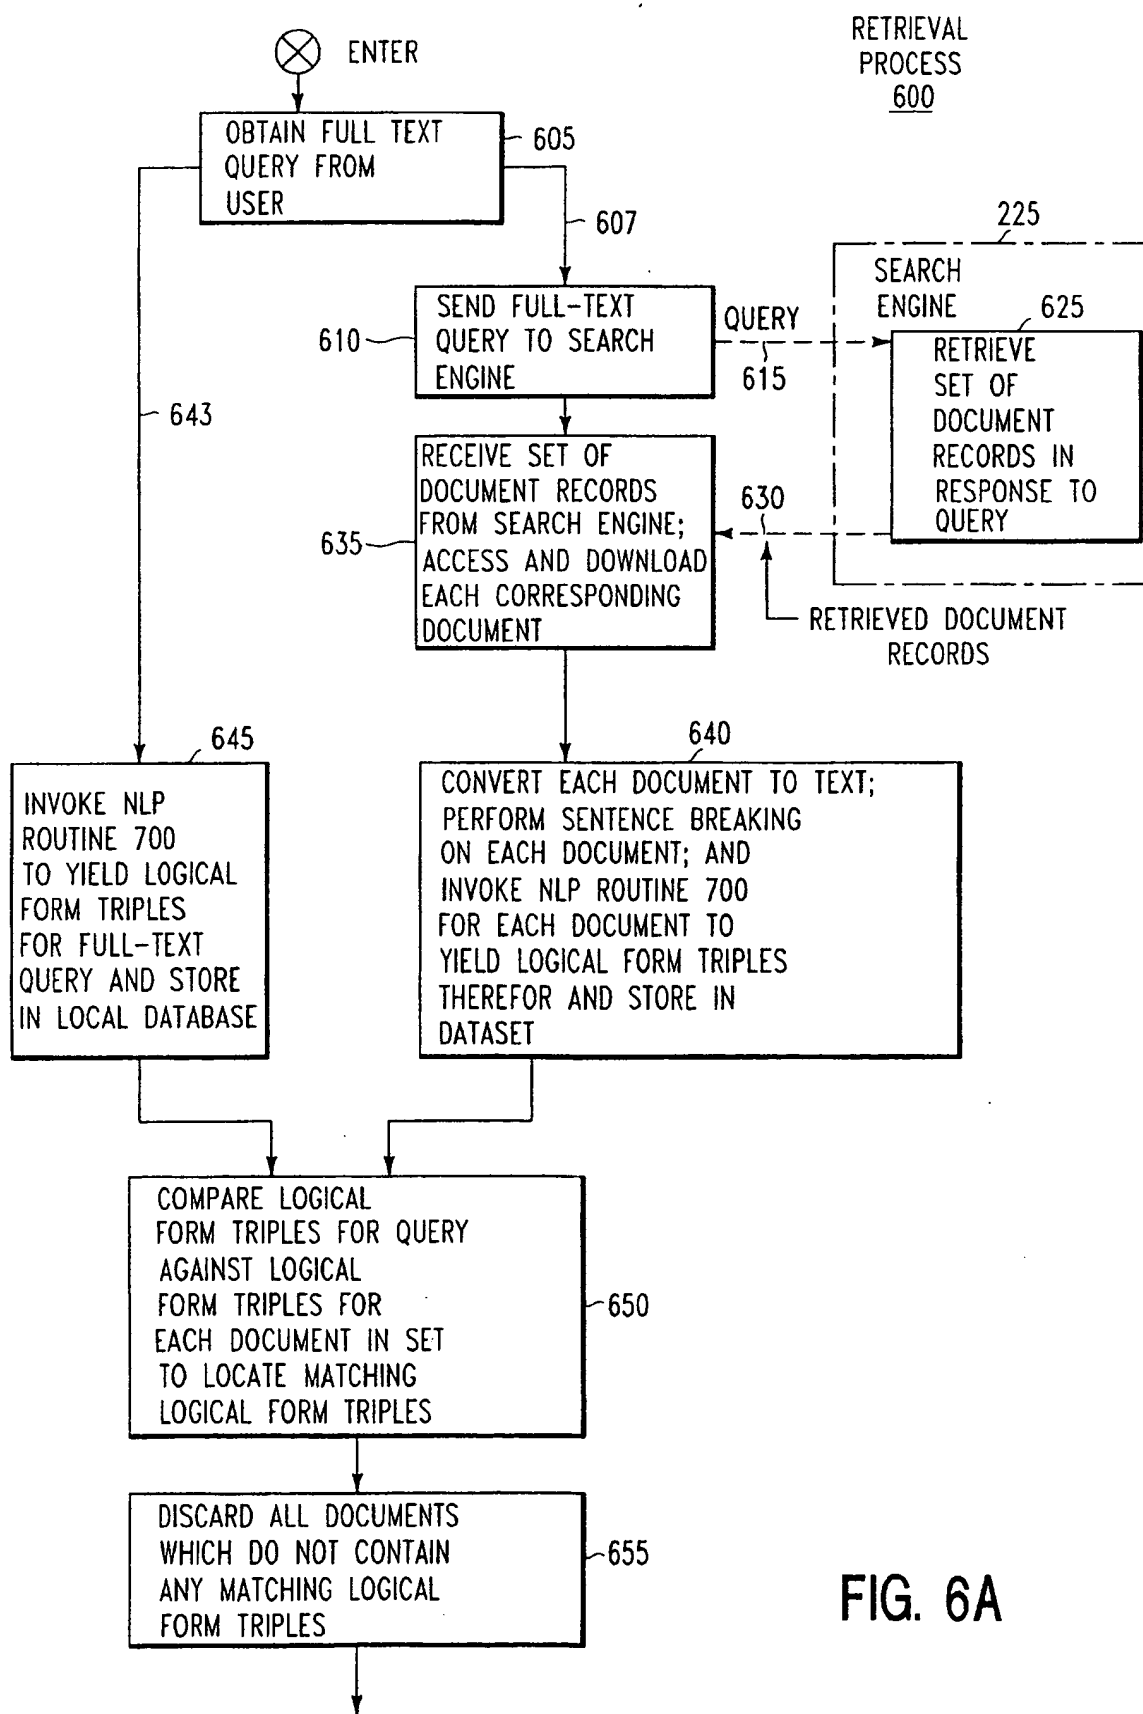 RETRIEVAL
PROCESS
600
ENTER
OBTAIN FULL TEXT
QUERY FROM
USER
605
607
643
SEND FULL-TEXT
QUERY TO SEARCH
ENGINE
610
QUERY
615
225
SEARCH
ENGINE
625
RETRIEVE
SET OF
DOCUMENT
RECORDS IN
RESPONSE TO
QUERY
RECEIVE SET OF
DOCUMENT RECORDS
FROM SEARCH ENGINE;
ACCESS AND DOWNLOAD
EACH CORRESPONDING
DOCUMENT
635
630
RETRIEVED DOCUMENT
RECORDS
645
INVOKE NLP
ROUTINE 700
TO YIELD LOGICAL
FORM TRIPLES
FOR FULL-TEXT
QUERY AND STORE
IN LOCAL DATABASE
640
CONVERT EACH DOCUMENT TO TEXT;
PERFORM SENTENCE BREAKING
ON EACH DOCUMENT; AND
INVOKE NLP ROUTINE 700
FOR EACH DOCUMENT TO
YIELD LOGICAL FORM TRIPLES
THEREFOR AND STORE IN
DATASET
COMPARE LOGICAL
FORM TRIPLES FOR QUERY
AGAINST LOGICAL
FORM TRIPLES FOR
EACH DOCUMENT IN SET
TO LOCATE MATCHING
LOGICAL FORM TRIPLES
650
DISCARD ALL DOCUMENTS
WHICH DO NOT CONTAIN
ANY MATCHING LOGICAL
FORM TRIPLES
655
FIG. 6A